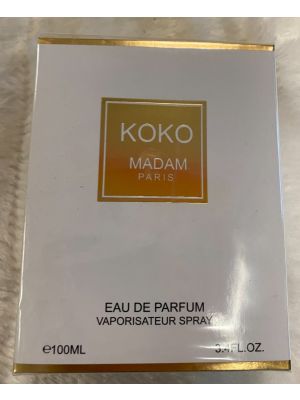 KOKO
MADAM
PARIS
EAU DE PARFUM
VAPORISATEUR SPRAY
℮100ML
3.4FL.OZ.